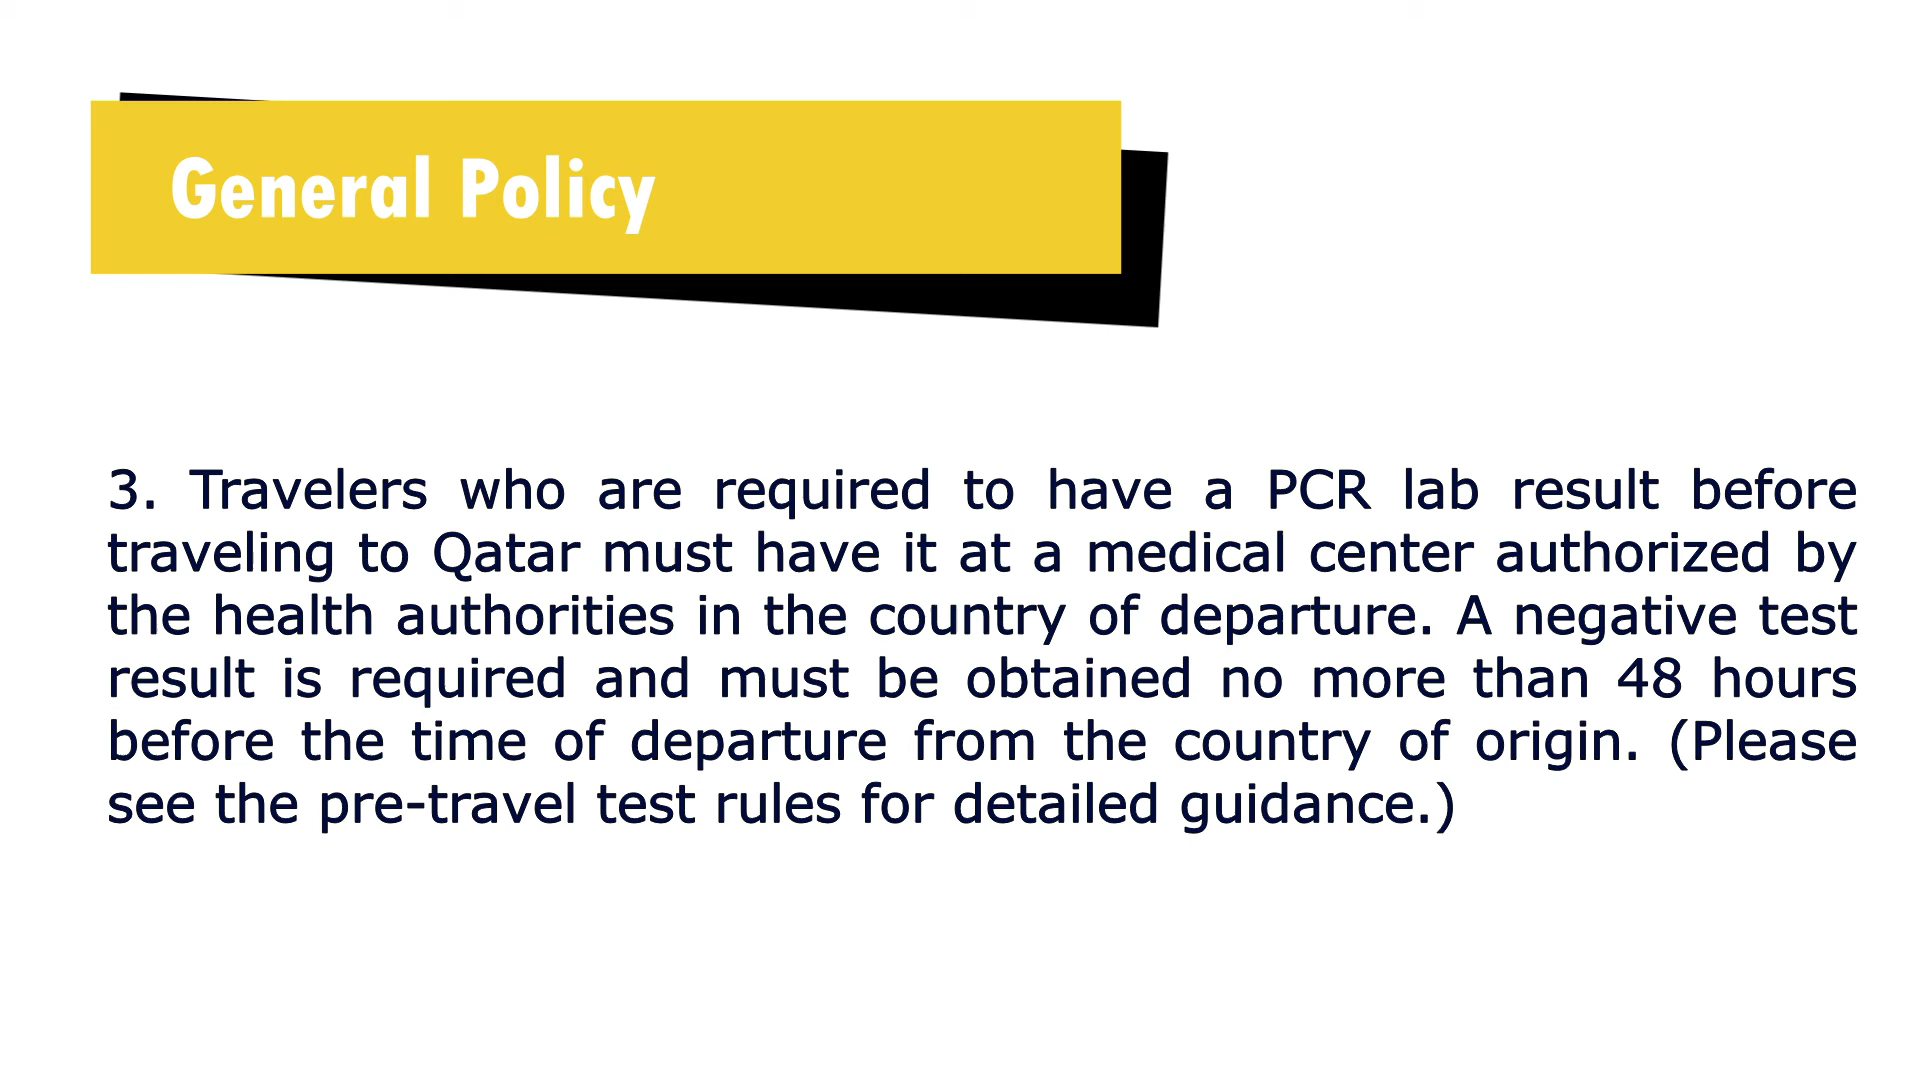 General Policy
3. Travelers who are required to have a PCR lab result before
traveling to Qatar must have it at a medical center authorized by
the health authorities in the country of departure. A negative test
result is required and must be obtained no more than 48 hours
before the time of departure from the country of origin. (Please
see the pre-travel test rules for detailed guidance.)